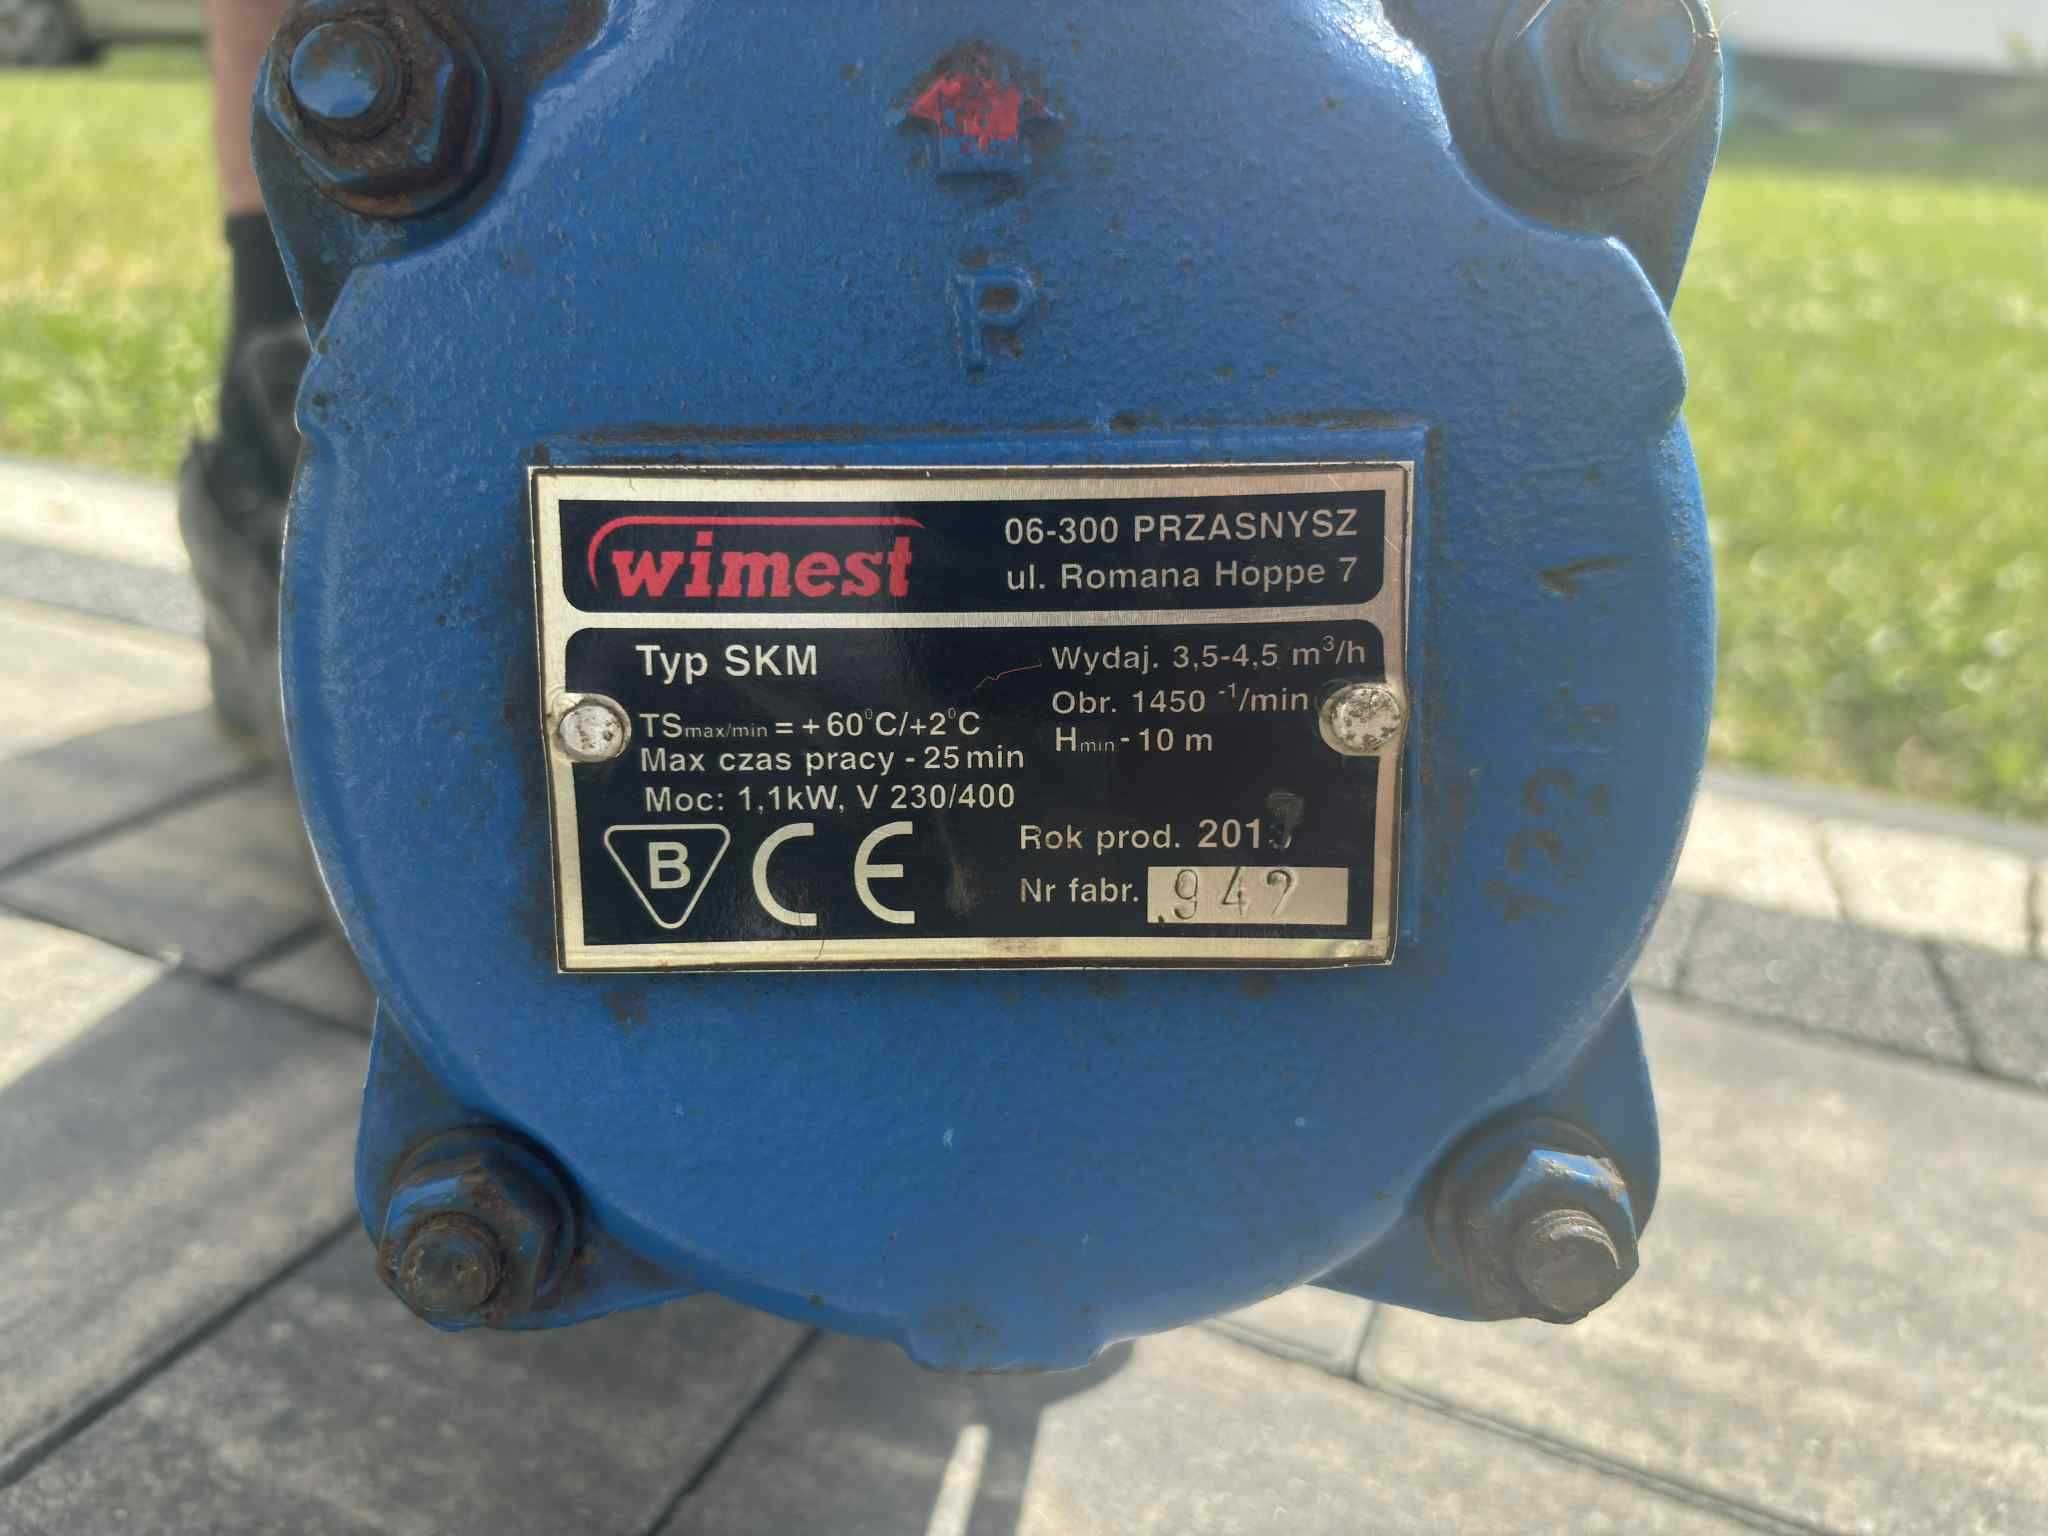 P
wimest
06-300 PRZASNYSZ
ul. Romana Hoppe 7
Typ SKM
TSmax/min = +60⁰C/+2⁰C
Max czas pracy - 25 min
Moc: 1,1kW, V 230/400
Wydaj. 3,5-4,5 m³/h
Obr. 1450 ⁻¹/min
Hmin - 10 m
B CE
Rok prod.
Nr fabr. 947